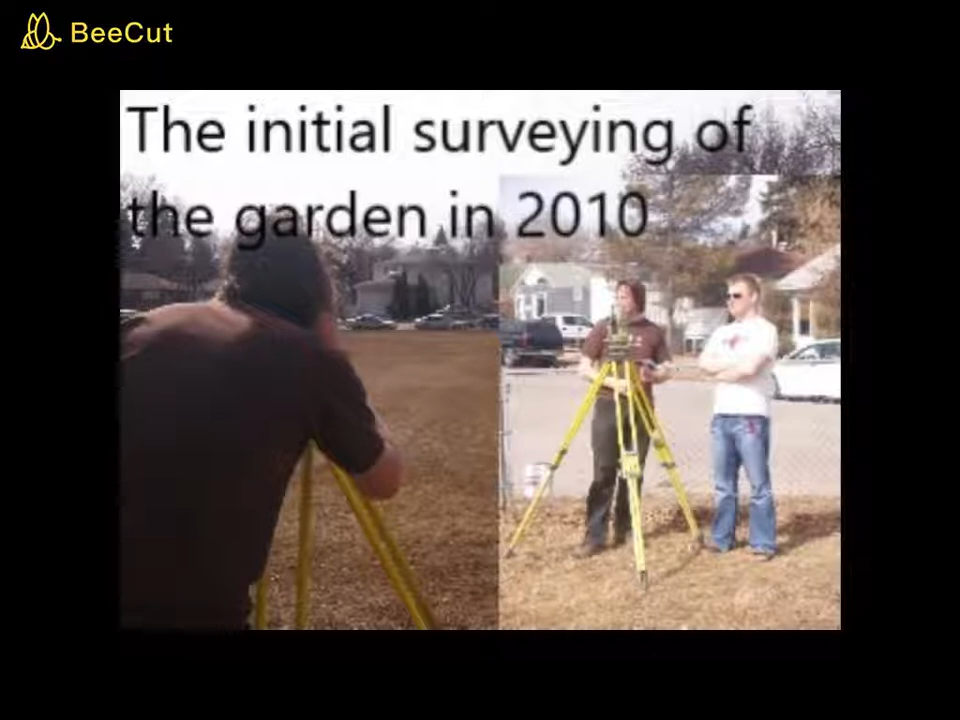 BeeCut
The initial surveying of
the garden in 2010